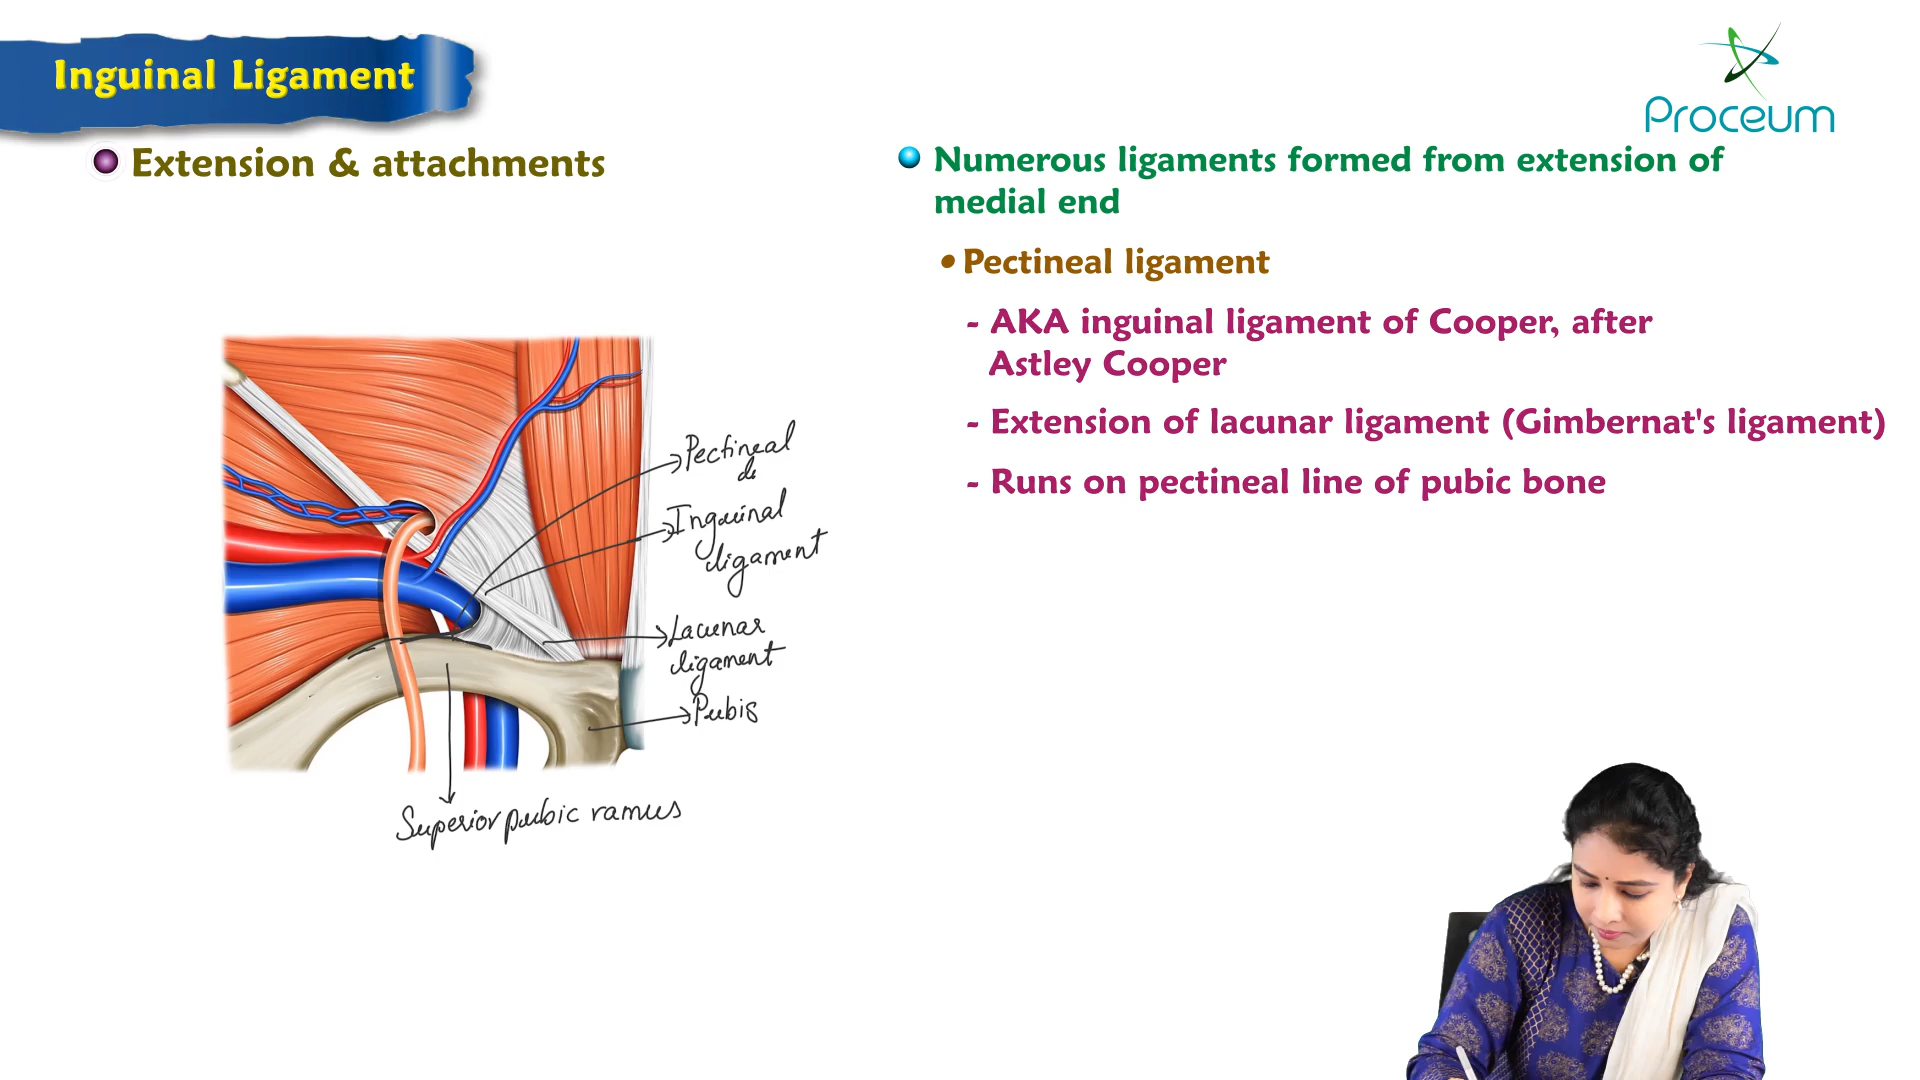 Inguinal Ligament
Proceum
Extension & attachments
Numerous ligaments formed from extension of
medial end
• Pectineal ligament
- AKA inguinal ligament of Cooper, after
Astley Cooper
- Extension of lacunar ligament (Gimbernat's ligament)
- Runs on pectineal line of pubic bone
Pectineal
Inguinal
ligament
Lacunar
ligament
Pubis
Superior pubic ramus